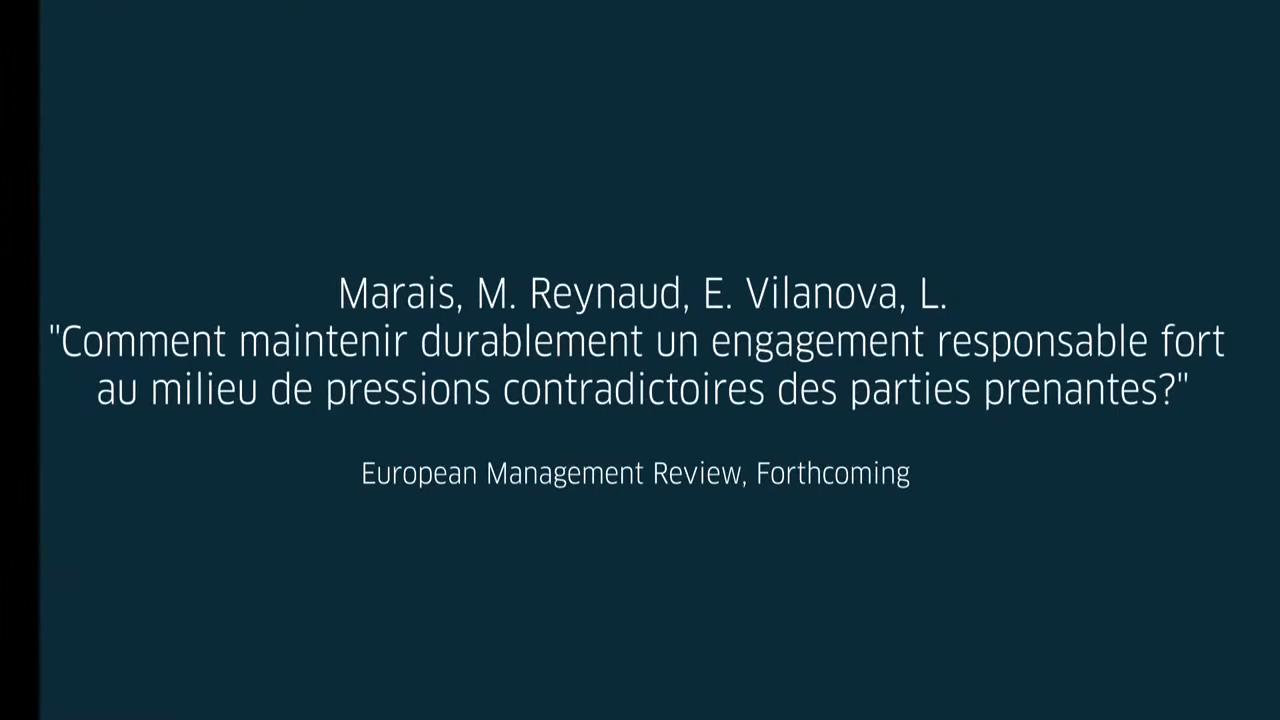 Marais, M. Reynaud, E. Vilanova, L.
"Comment maintenir durablement un engagement responsable fort
au milieu de pressions contradictoires des parties prenantes?"
European Management Review, Forthcoming